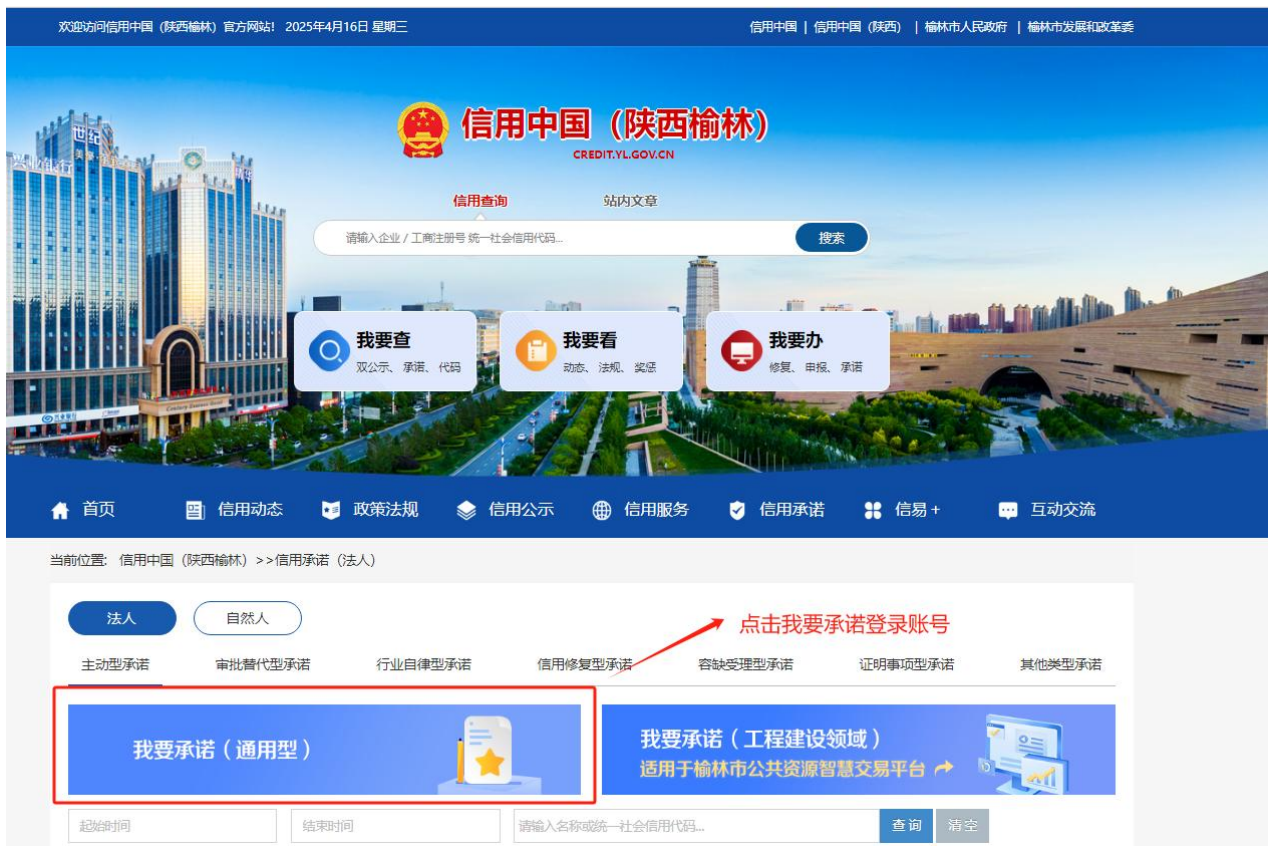 欢迎访问信用中国（陕西榆林）官方网站！ 2025年4月16日 星期三
信用中国 | 信用中国（陕西） | 榆林市人民政府 | 榆林市发展和改革委
信用中国（陕西榆林）
CREDIT.YL.GOV.CN
信用查询 站内文章
请输入企业 / 工商注册号 统一社会信用代码... 搜索
世纪
兴业银行
我要查 我要看 我要办
双公示、承诺、代码 动态、法规、奖惩 修复、申报、承诺
首页 信用动态 政策法规 信用公示 信用服务 信用承诺 信易+ 互动交流
当前位置: 信用中国（陕西榆林）>>信用承诺（法人）
法人 自然人
点击我要承诺登录账号
主动型承诺 审批替代型承诺 行业自律型承诺 信用修复型承诺 容缺受理型承诺 证明事项型承诺 其他类型承诺
我要承诺（通用型）
我要承诺（工程建设领域）
适用于榆林市公共资源智慧交易平台
起始时间 结束时间 请输入名称或统一社会信用代码... 查询 清空